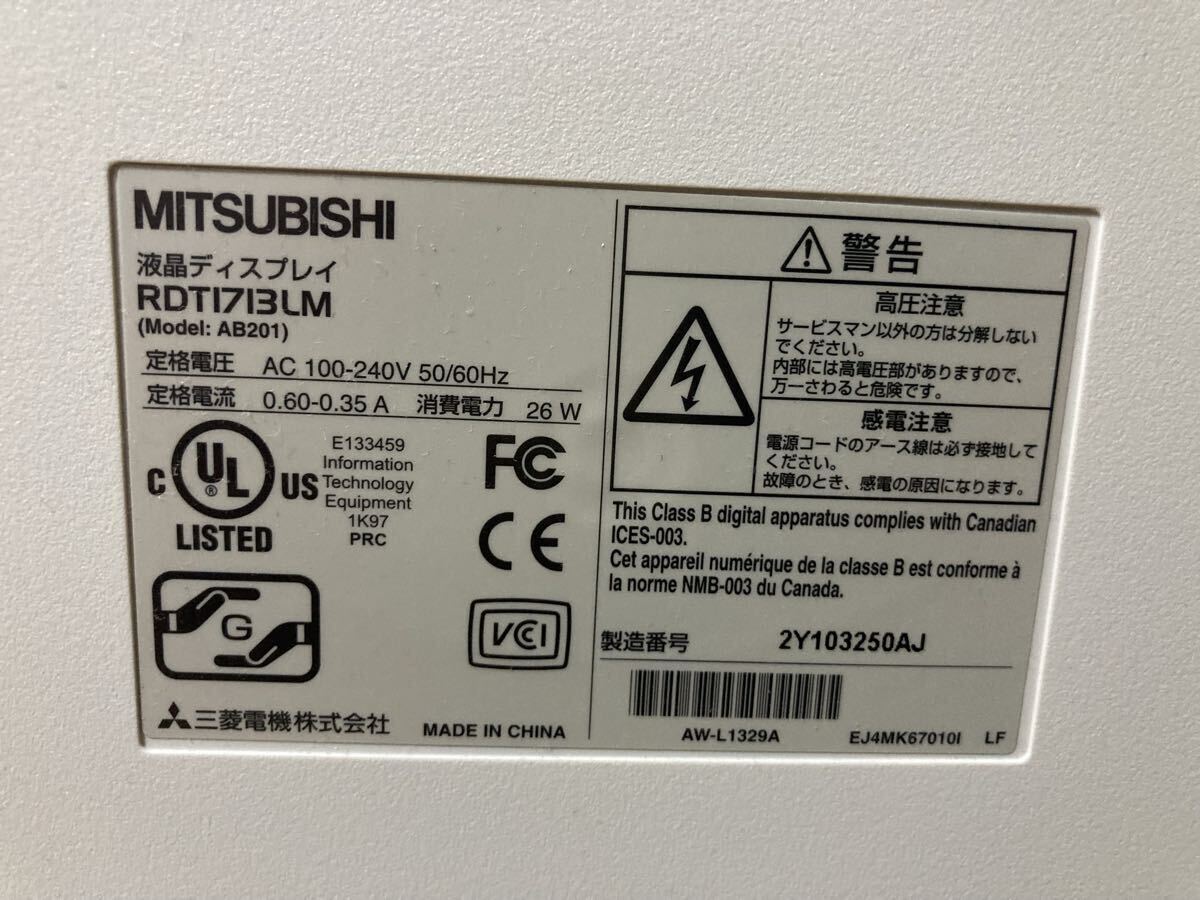 MITSUBISHI
液晶ディスプレイ
RDT1713LM
(Model: AB201)
定格電圧 AC 100-240V 50/60Hz
定格電流 0.60-0.35 A 消費電力 26 W
C UL ® US
LISTED
E133459
Information
Technology
Equipment
1K97
PRC
FC
CE
G
VCI
三菱電機株式会社 MADE IN CHINA
警告
高圧注意
サービスマン以外の方は分解しない
でください。
内部には高電圧部がありますので、
万一さわると危険です。
感電注意
電源コードのアース線は必ず接地して
ください。
故障のとき、感電の原因になります。
This Class B digital apparatus complies with Canadian
ICES-003.
Cet appareil numérique de la classe B est conforme à
la norme NMB-003 du Canada.
製造番号 2Y103250AJ
AW-L1329A EJ4MK67010I LF